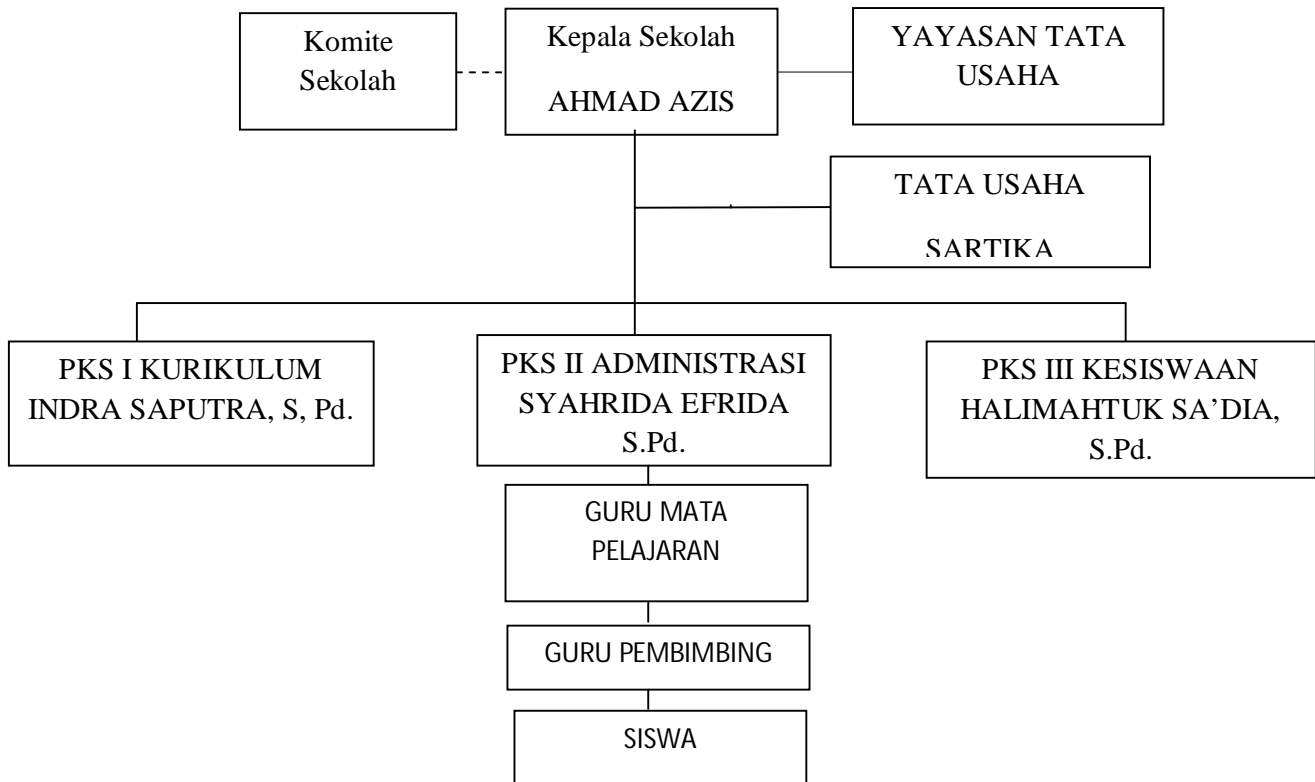 Komite
Sekolah
Kepala Sekolah
AHMAD AZIS
YAYASAN TATA
USAHA
TATA USAHA
SARTIKA
PKS I KURIKULUM
INDRA SAPUTRA, S, Pd.
PKS II ADMINISTRASI
SYAHRIDA EFRIDA
S.Pd.
PKS III KESISWAAN
HALIMAHTUK SA’DIA,
S.Pd.
GURU MATA
PELAJARAN
GURU PEMBIMBING
SISWA